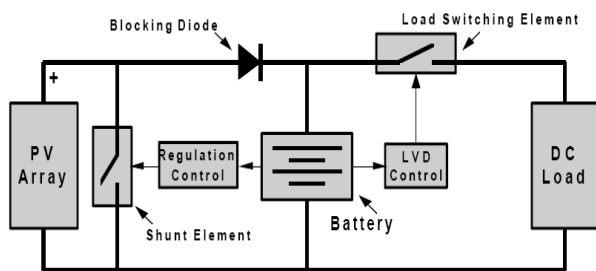 Blocking Diode
Load Switching Element
+
PV
Array
Regulation
Control
LVD
Control
DC
Load
Battery
Shunt Element